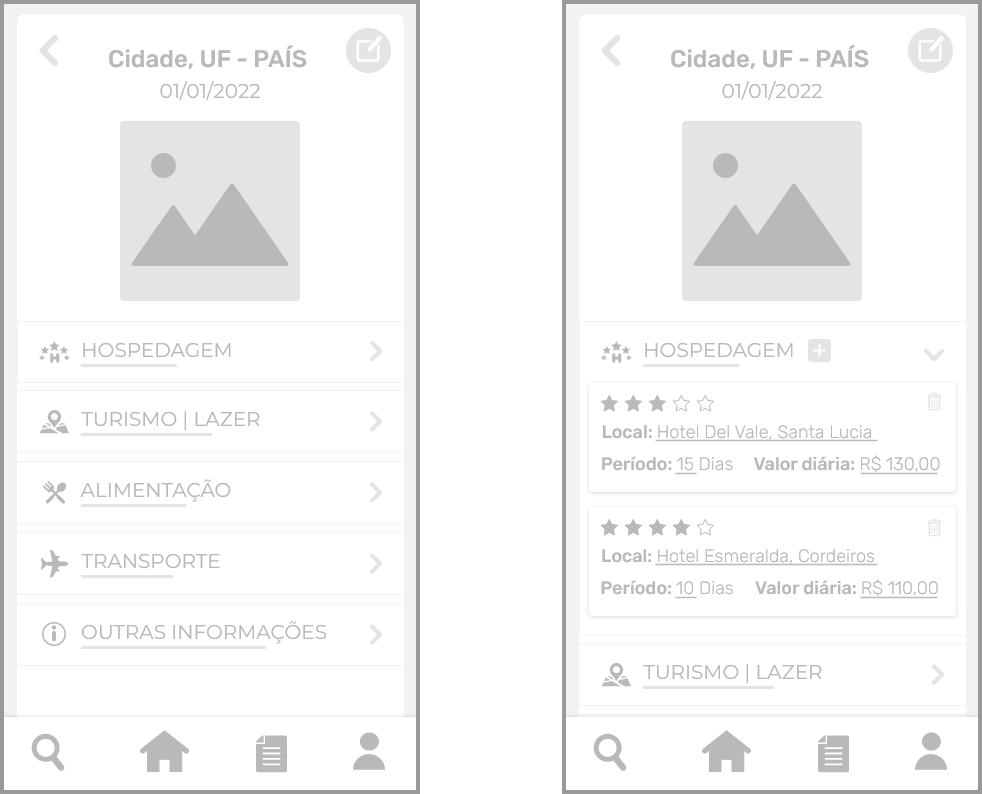 Cidade, UF - PAÍS
01/01/2022
H HOSPEDAGEM
TURISMO | LAZER
ALIMENTAÇÃO
TRANSPORTE
OUTRAS INFORMAÇÕES
Cidade, UF - PAÍS
01/01/2022
H HOSPEDAGEM
Local: Hotel Del Vale, Santa Lucia
Período: 15 Dias Valor diária: R$ 130,00
Local: Hotel Esmeralda, Cordeiros
Período: 10 Dias Valor diária: R$ 110,00
TURISMO | LAZER